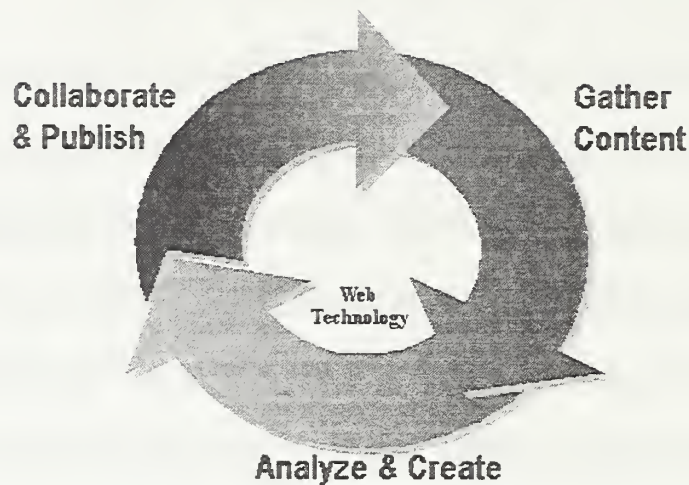 Collaborate
& Publish
Gather
Content
Web
Technology
Analyze & Create